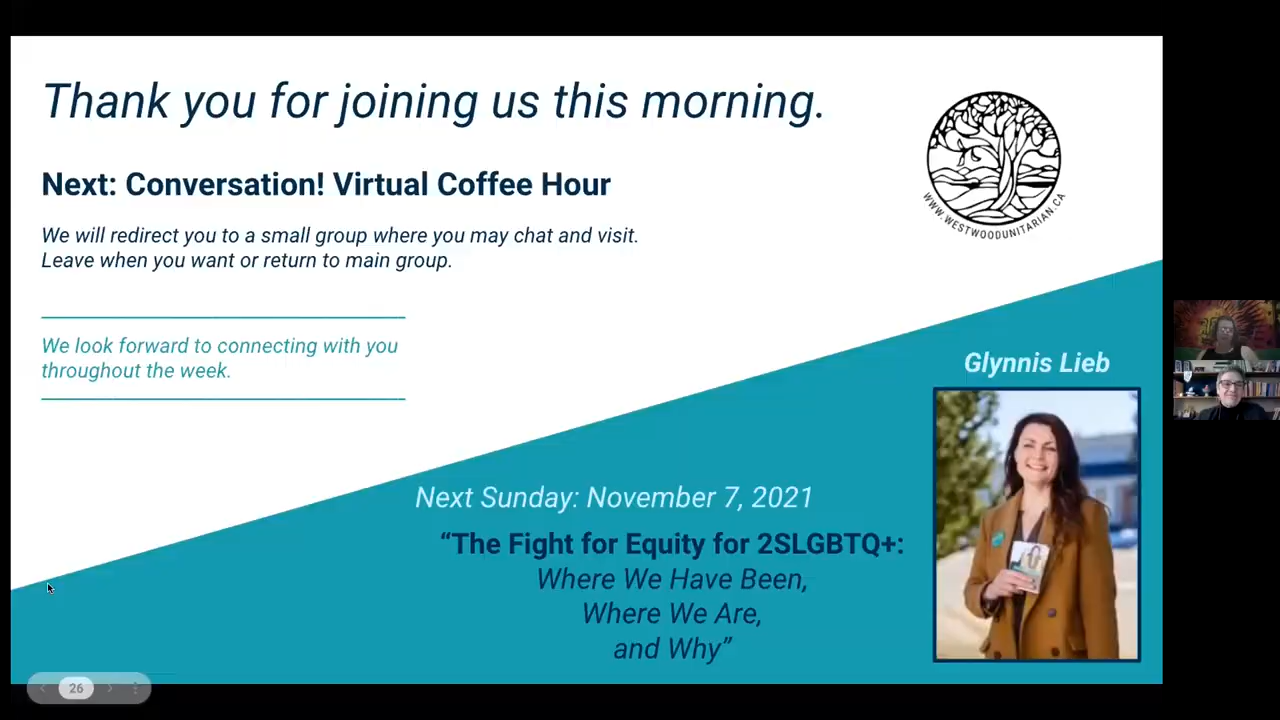 Thank you for joining us this morning.
Next: Conversation! Virtual Coffee Hour
We will redirect you to a small group where you may chat and visit.
Leave when you want or return to main group.
We look forward to connecting with you
throughout the week.
WWW.WESTWOODUNITARIAN.CA
Glynnis Lieb
Next Sunday: November 7, 2021
“The Fight for Equity for 2SLGBTQ+:
Where We Have Been,
Where We Are,
and Why”
26